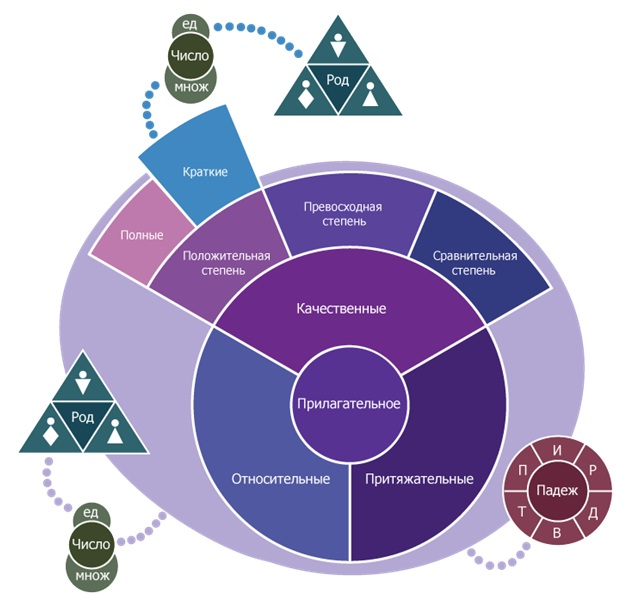 ед
Число
множ
Род
Краткие
Полные
Положительная
степень
Превосходная
степень
Сравнительная
степень
Качественные
Прилагательное
Относительные
Притяжательные
Род
ед
Число
множ
И
Р
Д
В
Т
П
Падеж